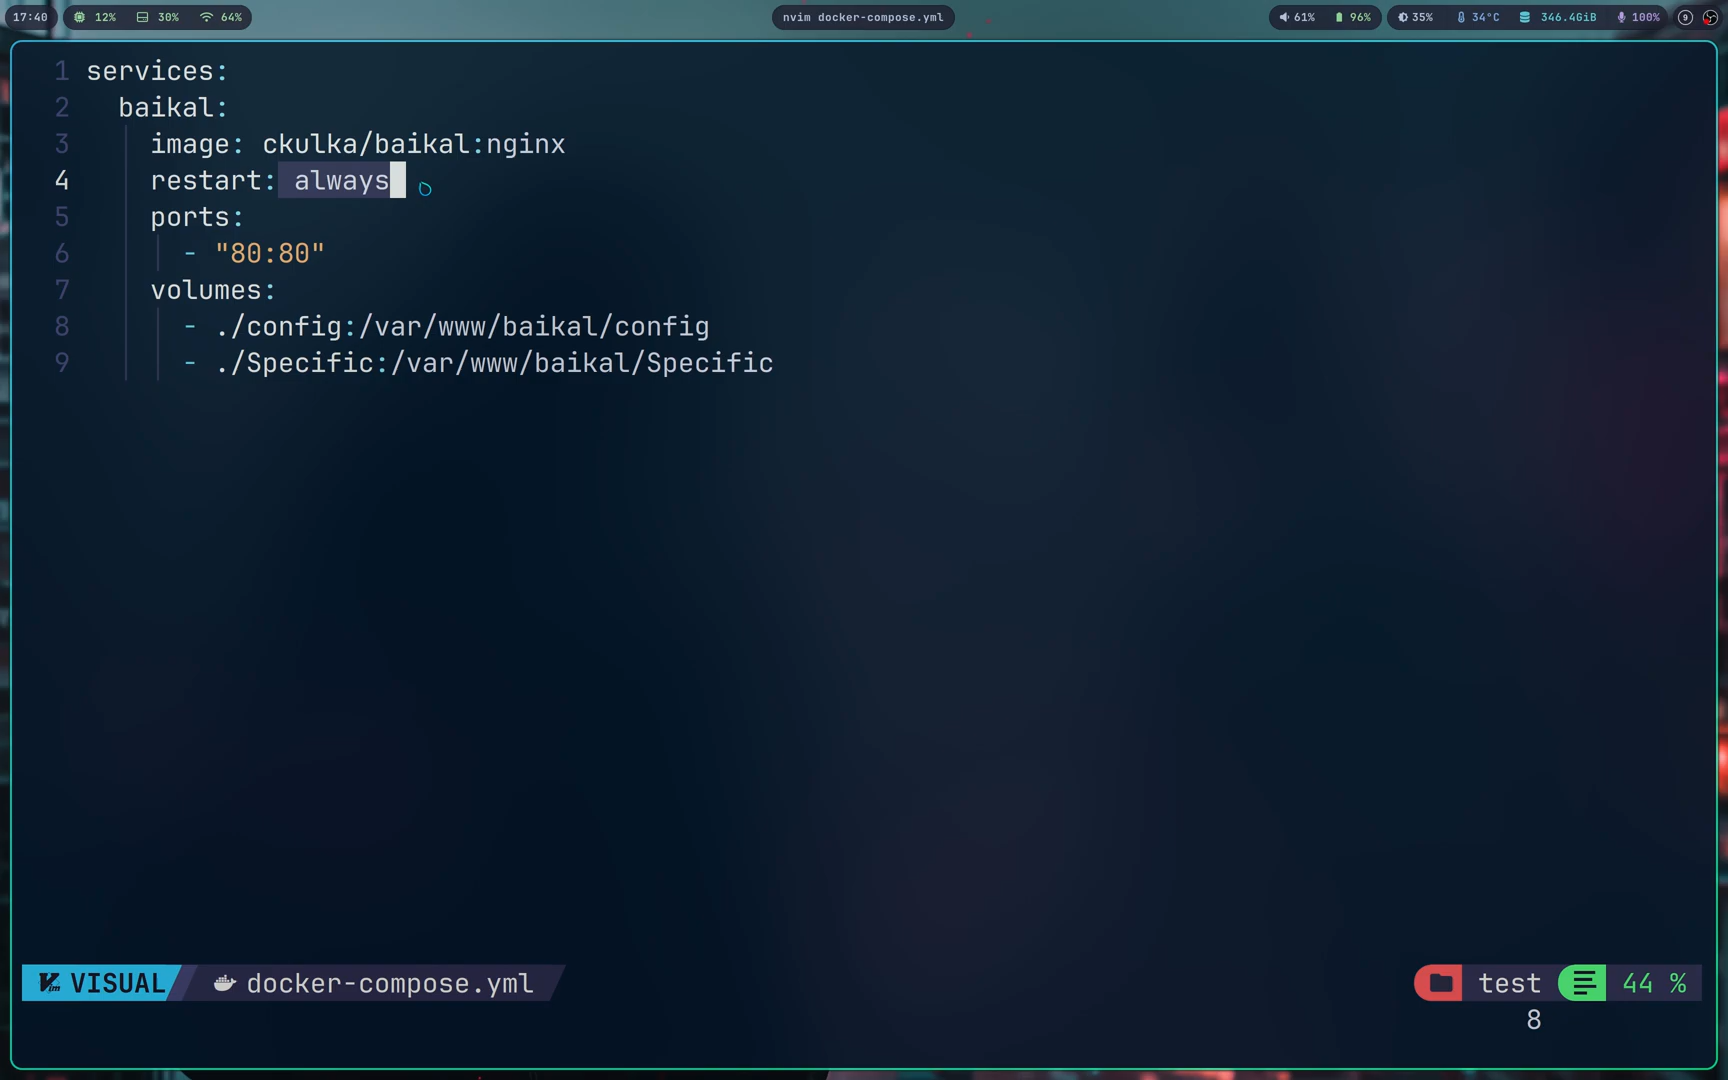 17:40 12% 30% 64% nvim docker-compose.yml 61% 96% 35% 34°C 346.4GiB 100% 9
1 services:
2 baikal:
3 image: ckulka/baikal:nginx
4 restart: always
5 ports:
6 - "80:80"
7 volumes:
8 - ./config:/var/www/baikal/config
9 - ./Specific:/var/www/baikal/Specific
VISUAL docker-compose.yml test 44 %
8